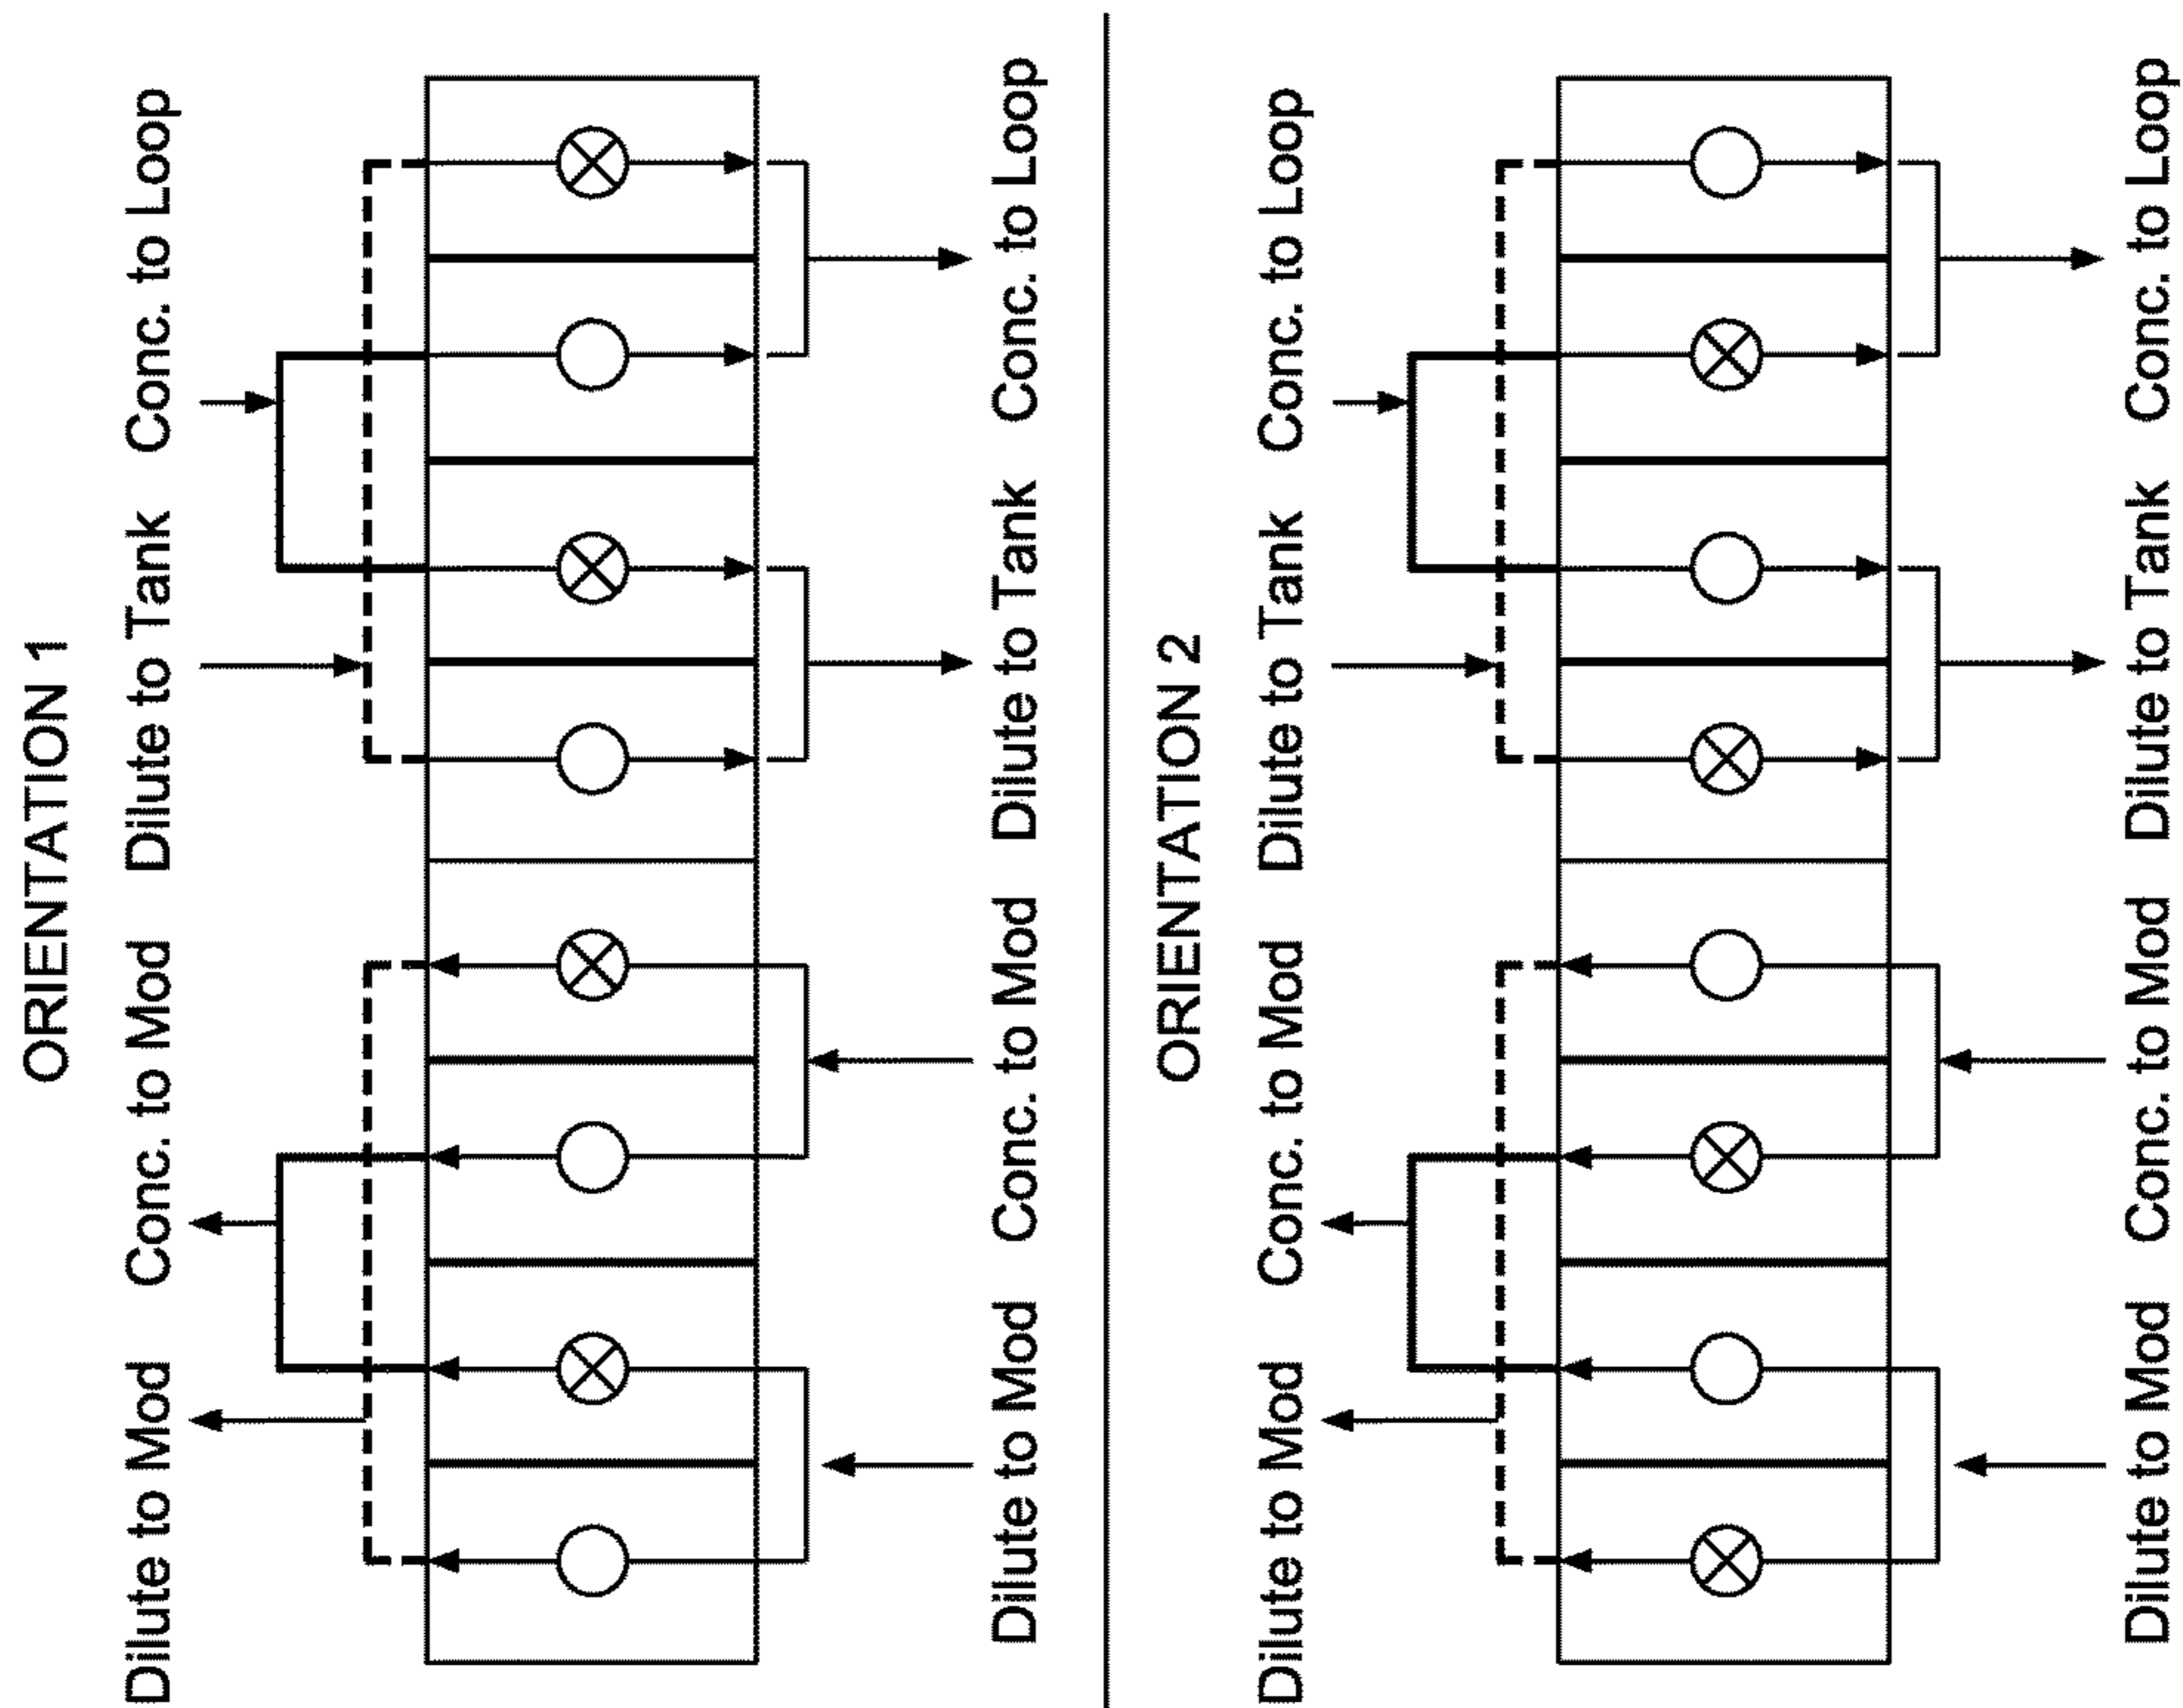 ORIENTATION 1
Dilute to Mod Conc. to Mod Dilute to Tank Conc. to Loop
Dilute to Mod Conc. to Mod Dilute to Tank Conc. to Loop
ORIENTATION 2
Dilute to Mod Conc. to Mod Dilute to Tank Conc. to Loop
Dilute to Mod Conc. to Mod Dilute to Tank Conc. to Loop